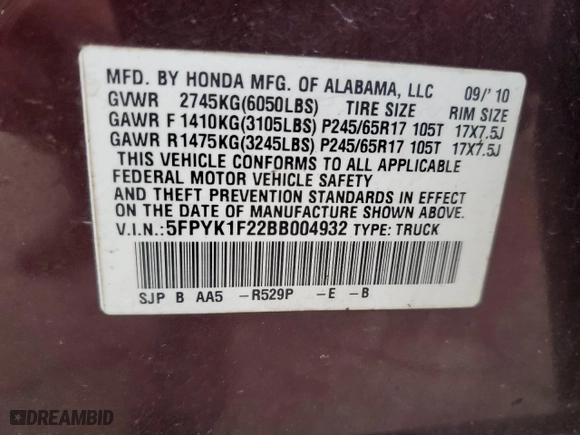 MFD. BY HONDA MFG. OF ALABAMA, LLC 09/'10
GVWR 2745KG(6050LBS) TIRE SIZE RIM SIZE
GAWR F 1410KG(3105LBS) P245/65R17 105T 17X7.5J
GAWR R1475KG(3245LBS) P245/65R17 105T 17X7.5J
THIS VEHICLE CONFORMS TO ALL APPLICABLE
FEDERAL MOTOR VEHICLE SAFETY
AND THEFT PREVENTION STANDARDS IN EFFECT
ON THE DATE OF MANUFACTURE SHOWN ABOVE.
V.I.N.:5FPYK1F22BB004932 TYPE: TRUCK
SJP B AA5 -R529P -E -B
DREAMBID